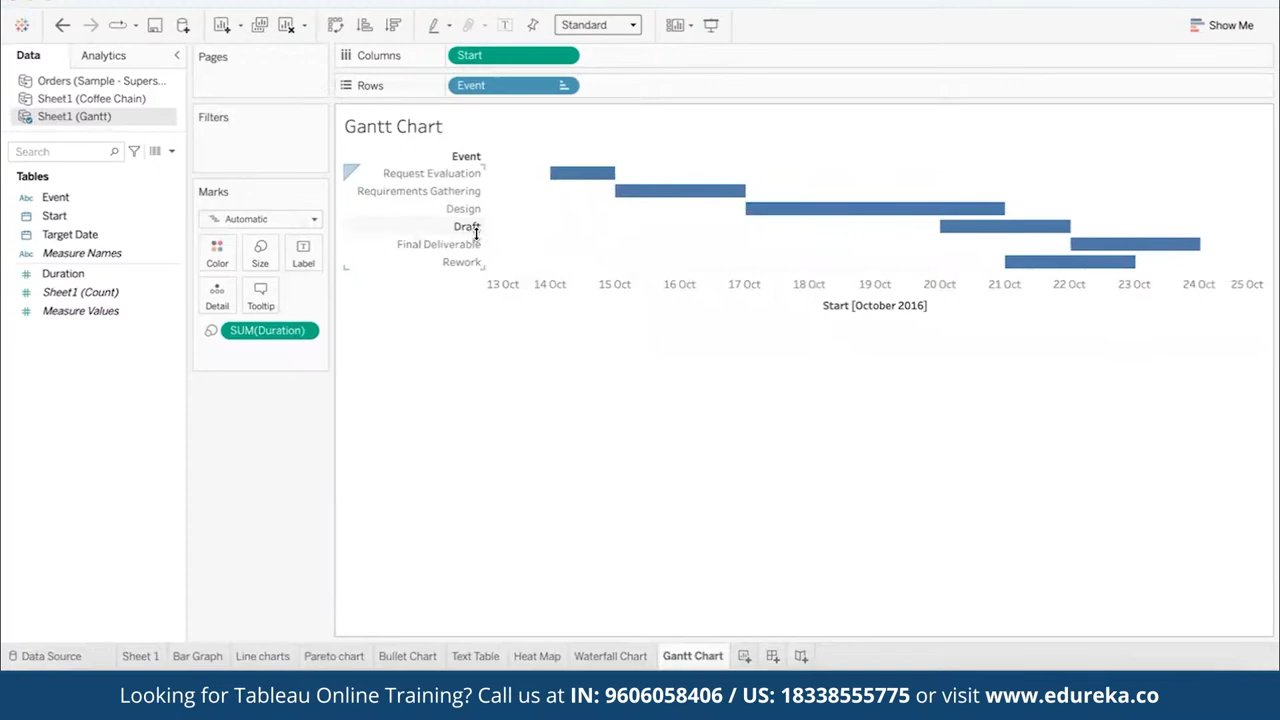 Standard
Show Me
Data
Analytics
Pages
Columns
Start
Rows
Event
Orders (Sample - Supers...
Sheet1 (Coffee Chain)
Sheet1 (Gantt)
Search
Tables
Abc Event
Start
Target Date
Abc Measure Names
# Duration
# Sheet1 (Count)
# Measure Values
Filters
Marks
Automatic
Color
Size
Label
Detail
Tooltip
SUM(Duration)
Gantt Chart
Event
Request Evaluation
Requirements Gathering
Design
Draft
Final Deliverable
Rework
13 Oct 14 Oct 15 Oct 16 Oct 17 Oct 18 Oct 19 Oct 20 Oct 21 Oct 22 Oct 23 Oct 24 Oct 25 Oct
Start [October 2016]
Data Source Sheet 1 Bar Graph Line charts Pareto chart Bullet Chart Text Table Heat Map Waterfall Chart Gantt Chart
Looking for Tableau Online Training? Call us at IN: 9606058406 / US: 18338555775 or visit www.edureka.co